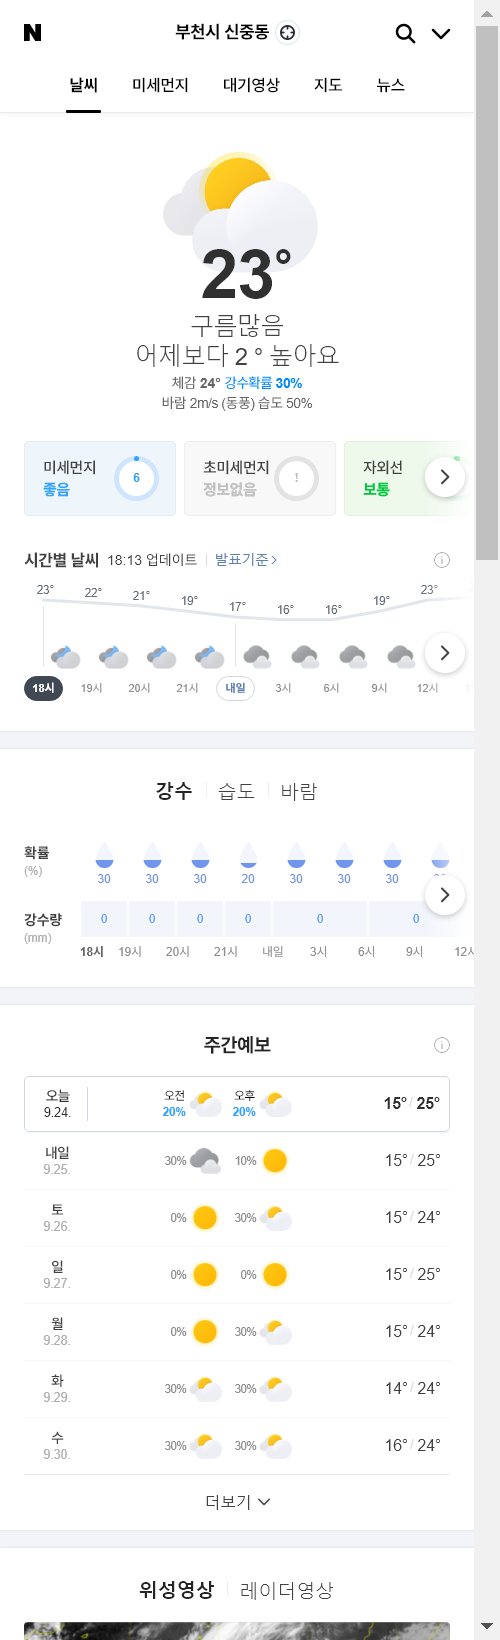 N 부천시 신중동
날씨 미세먼지 대기영상 지도 뉴스
23°
구름많음
어제보다 2 ° 높아요
체감 24° 강수확률 30%
바람 2m/s (동풍) 습도 50%
미세먼지
좋음
6
초미세먼지
정보없음
!
자외선
보통
시간별 날씨 18:13 업데이트 발표기준
23° 22° 21° 19° 17° 16° 16° 19° 23°
18시 19시 20시 21시 내일 3시 6시 9시 12시
강수 습도 바람
확률
(%)
30 30 30 20 30 30 30
강수량
(mm)
0 0 0 0 0 0
18시 19시 20시 21시 내일 3시 6시 9시 12시
주간예보
오늘
9.24.
오전
20%
오후
20%
15° / 25°
내일
9.25.
30% 10% 15° / 25°
토
9.26.
0% 30% 15° / 24°
일
9.27.
0% 0% 15° / 25°
월
9.28.
0% 30% 15° / 24°
화
9.29.
30% 30% 14° / 24°
수
9.30.
30% 30% 16° / 24°
더보기
위성영상 레이더영상